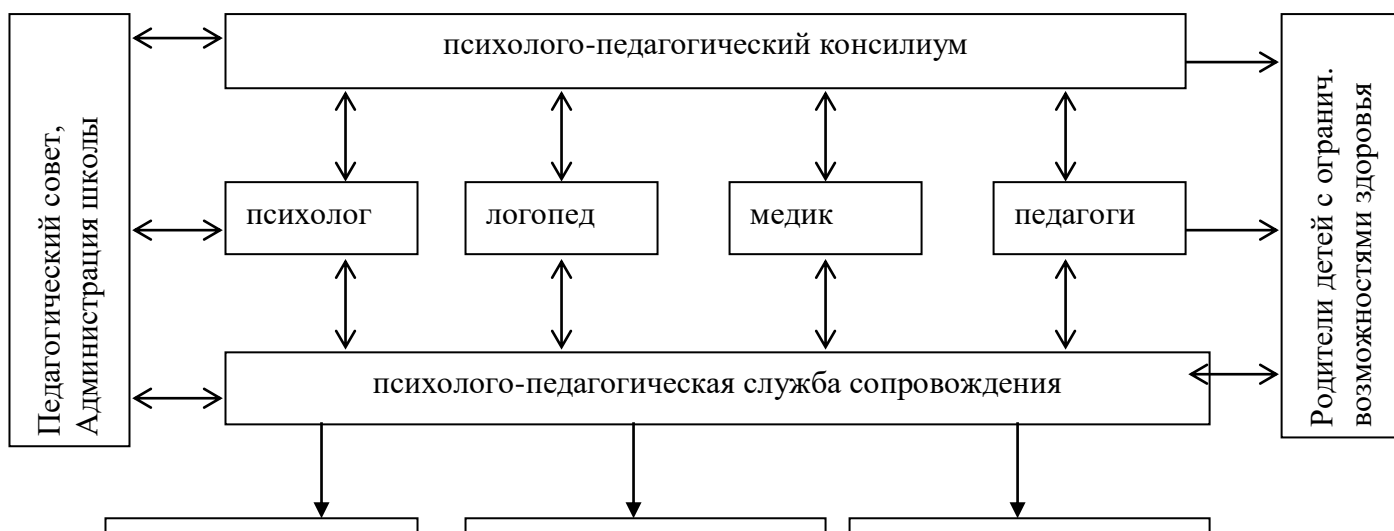 психолого-педагогический консилиум
Педагогический совет,
Администрация школы
Родители детей с огранич.
возможностями здоровья
психолог
логопед
медик
педагоги
психолого-педагогическая служба сопровождения